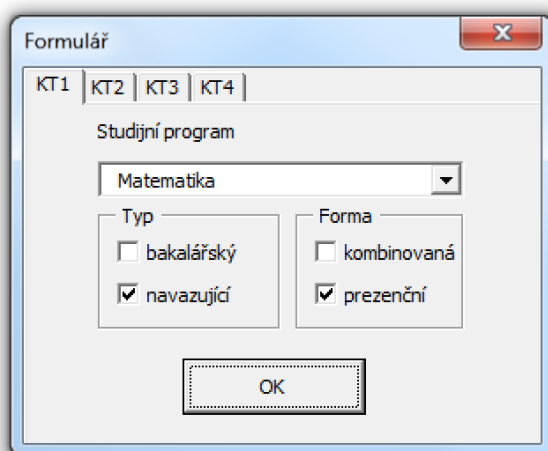 Formulář
KT1 KT2 KT3 KT4
Studijní program
Matematika
Typ Forma
bakalářský kombinovaná
navazující prezenční
OK